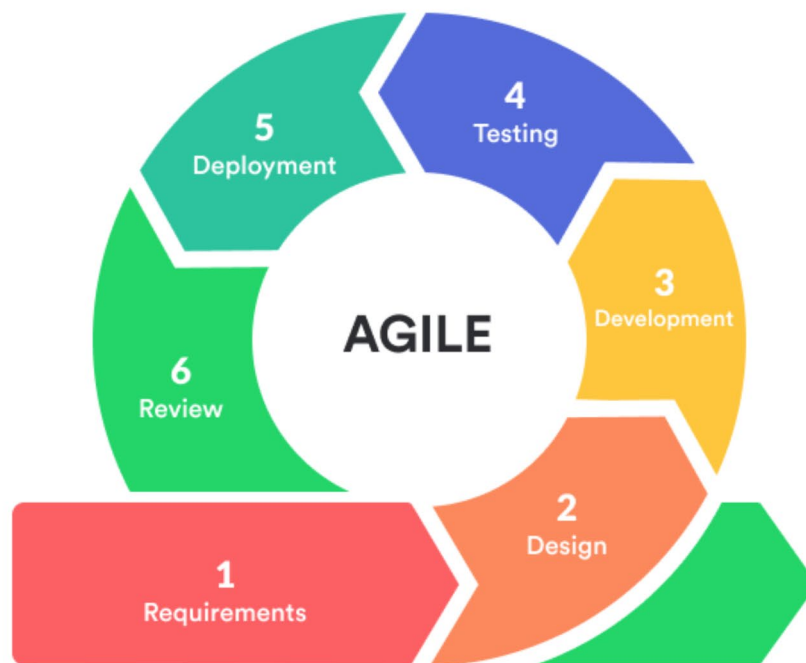 1
Requirements
2
Design
3
Development
4
Testing
5
Deployment
6
Review
AGILE